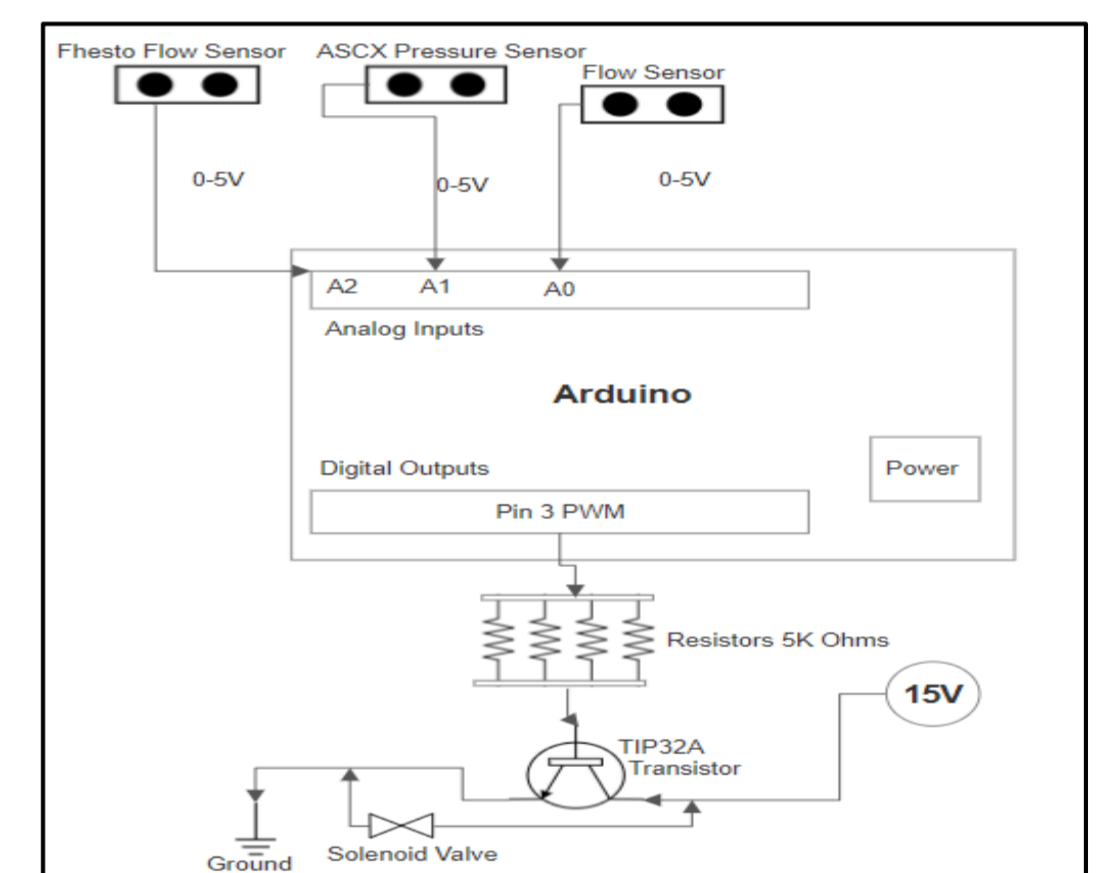 Fhesto Flow Sensor
ASCX Pressure Sensor
Flow Sensor
0-5V
0-5V
0-5V
A2
A1
A0
Analog Inputs
Arduino
Digital Outputs
Power
Pin 3 PWM
Resistors 5K Ohms
15V
TIP32A
Transistor
Solenoid Valve
Ground